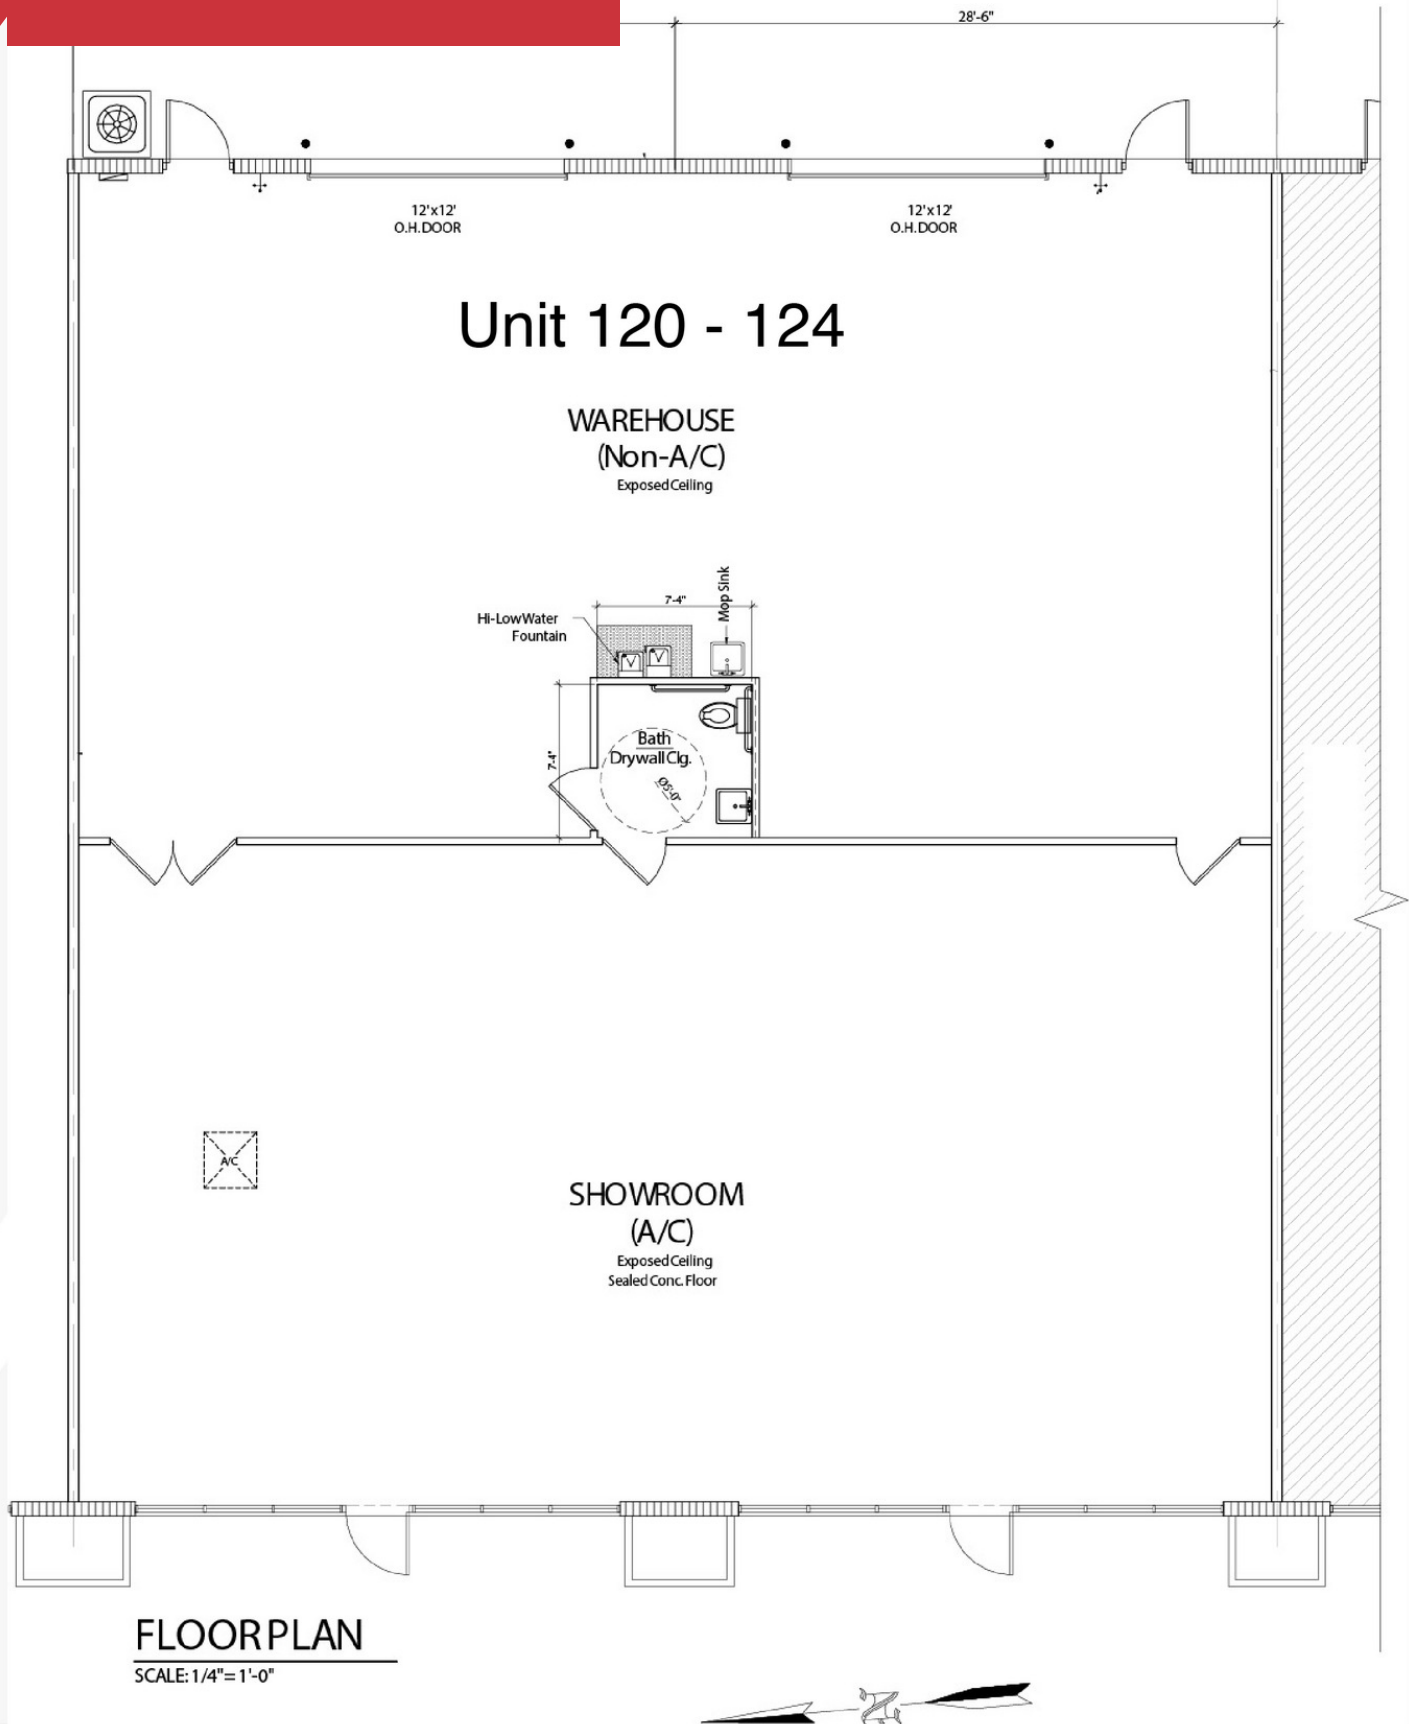 28'-6"
12'x12'
O.H.DOOR
12'x12'
O.H.DOOR
Unit 120 - 124
WAREHOUSE
(Non-A/C)
Exposed Ceiling
Mop Sink
7'-4"
Hi-Low Water
Fountain
Bath
Drywall Clg.
7'-4"
Ø5'-0"
A/C
SHOWROOM
(A/C)
Exposed Ceiling
Sealed Conc. Floor
FLOOR PLAN
SCALE: 1/4"= 1'-0"